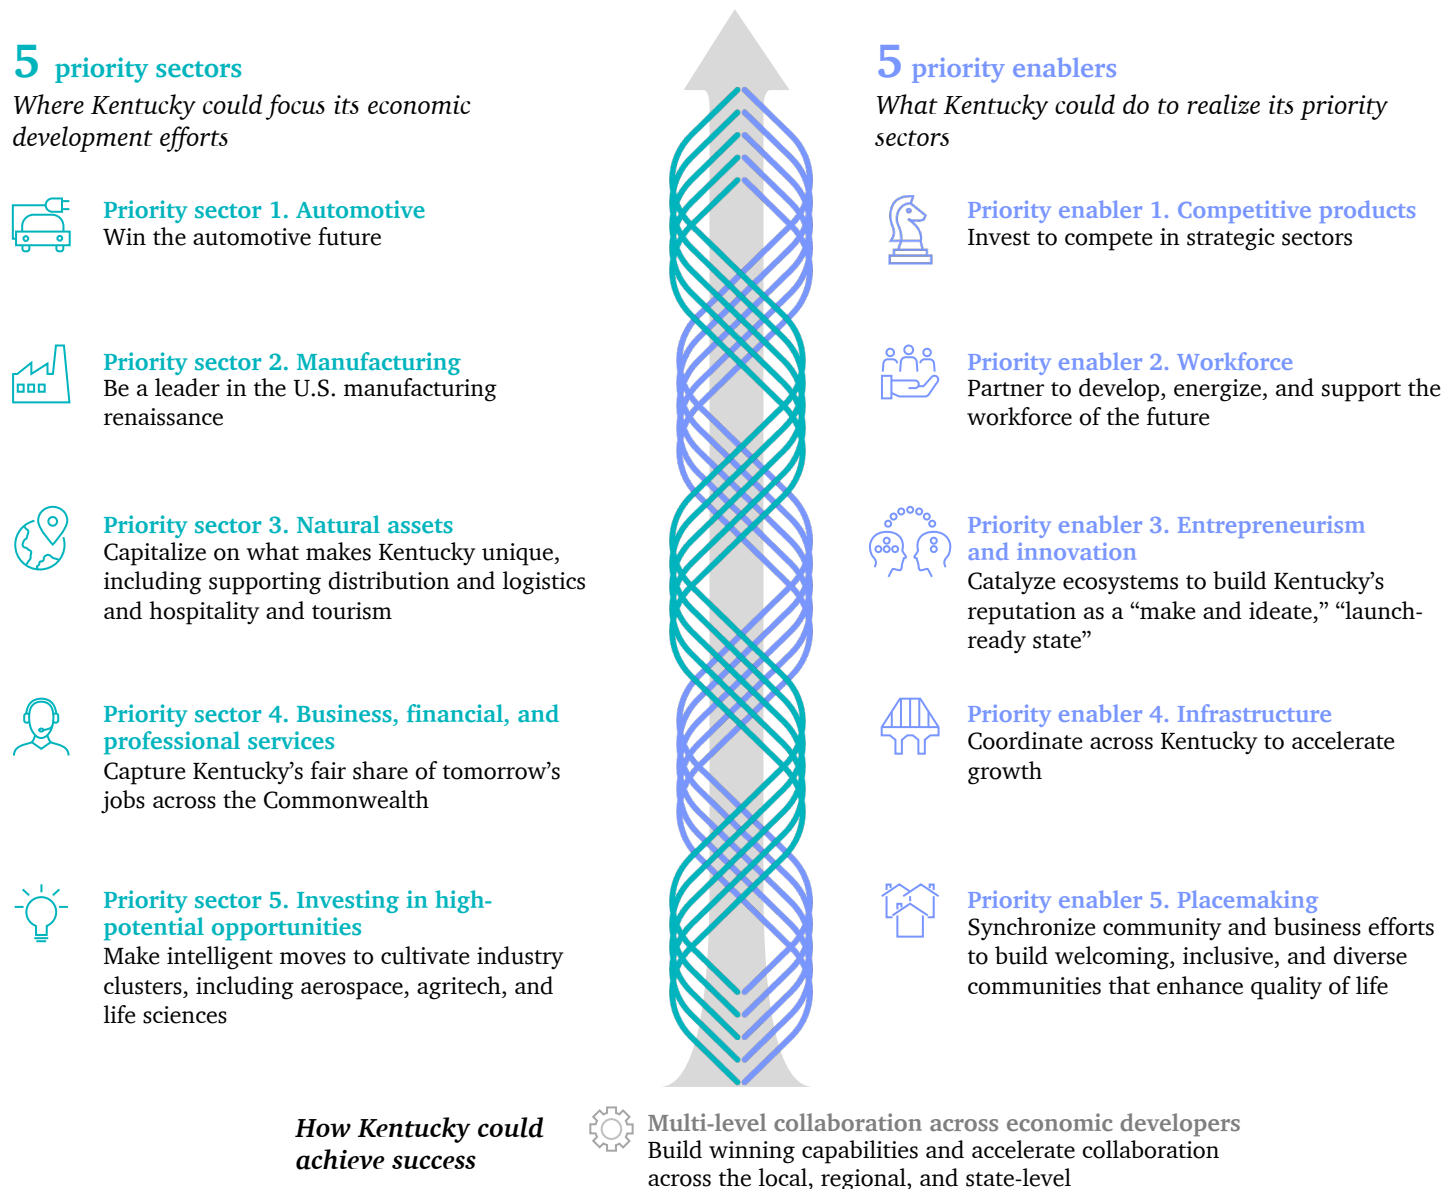 5 priority sectors
Where Kentucky could focus its economic
development efforts
Priority sector 1. Automotive
Win the automotive future
Priority sector 2. Manufacturing
Be a leader in the U.S. manufacturing
renaissance
Priority sector 3. Natural assets
Capitalize on what makes Kentucky unique,
including supporting distribution and logistics
and hospitality and tourism
Priority sector 4. Business, financial, and
professional services
Capture Kentucky’s fair share of tomorrow’s
jobs across the Commonwealth
Priority sector 5. Investing in high-
potential opportunities
Make intelligent moves to cultivate industry
clusters, including aerospace, agritech, and
life sciences
5 priority enablers
What Kentucky could do to realize its priority
sectors
Priority enabler 1. Competitive products
Invest to compete in strategic sectors
Priority enabler 2. Workforce
Partner to develop, energize, and support the
workforce of the future
Priority enabler 3. Entrepreneurism
and innovation
Catalyze ecosystems to build Kentucky’s
reputation as a “make and ideate,” “launch-
ready state”
Priority enabler 4. Infrastructure
Coordinate across Kentucky to accelerate
growth
Priority enabler 5. Placemaking
Synchronize community and business efforts
to build welcoming, inclusive, and diverse
communities that enhance quality of life
How Kentucky could
achieve success
Multi-level collaboration across economic developers
Build winning capabilities and accelerate collaboration
across the local, regional, and state-level